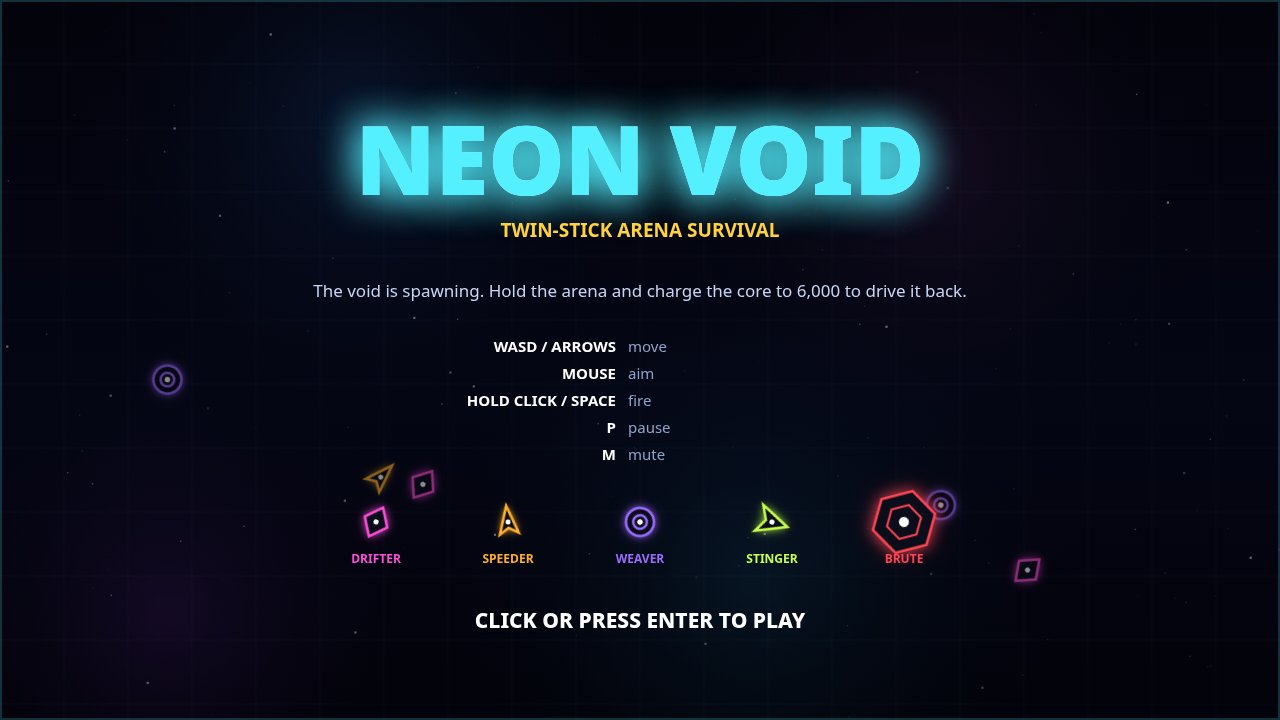 NEON VOID
TWIN-STICK ARENA SURVIVAL
The void is spawning. Hold the arena and charge the core to 6,000 to drive it back.
WASD / ARROWS move
MOUSE aim
HOLD CLICK / SPACE fire
P pause
M mute
DRIFTER SPEEDER WEAVER STINGER BRUTE
CLICK OR PRESS ENTER TO PLAY